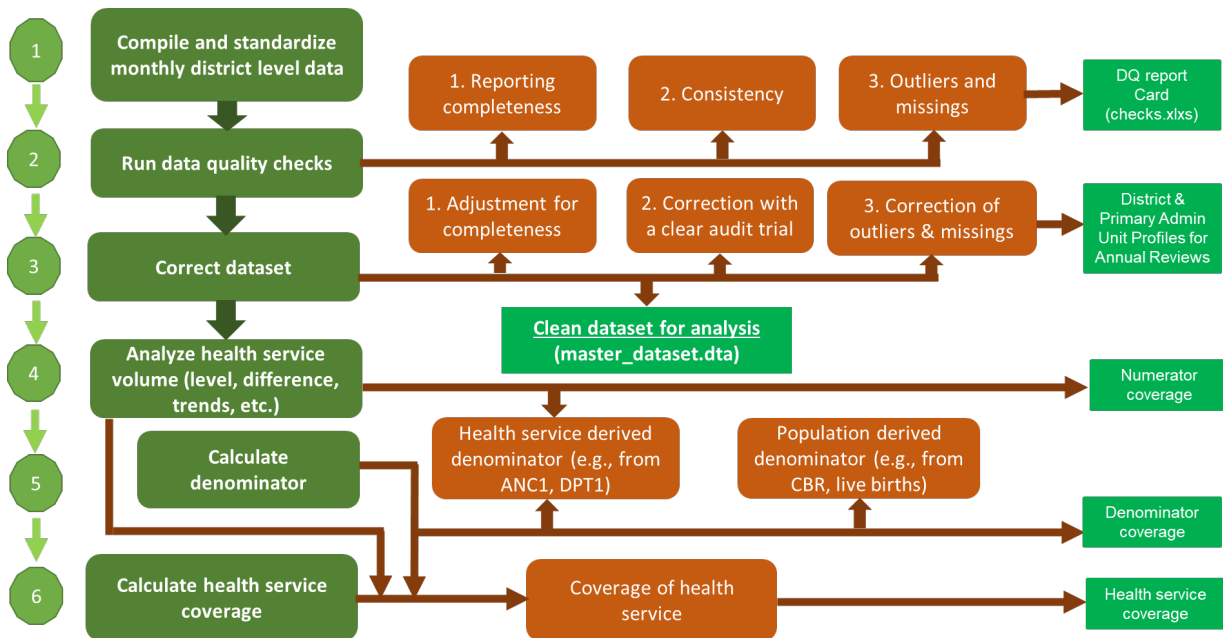 1
Compile and standardize
monthly district level data
1. Reporting
completeness
2. Consistency
3. Outliers and
missings
DQ report
Card
(checks.xlxs)
2
Run data quality checks
1. Adjustment for
completeness
2. Correction with
a clear audit trial
3. Correction of
outliers & missings
District &
Primary Admin
Unit Profiles for
Annual Reviews
3
Correct dataset
Clean dataset for analysis
(master_dataset.dta)
4
Analyze health service
volume (level, difference,
trends, etc.)
Numerator
coverage
5
Calculate
denominator
Health service derived
denominator (e.g., from
ANC1, DPT1)
Population derived
denominator (e.g., from
CBR, live births)
Denominator
coverage
6
Calculate health service
coverage
Coverage of health
service
Health service
coverage